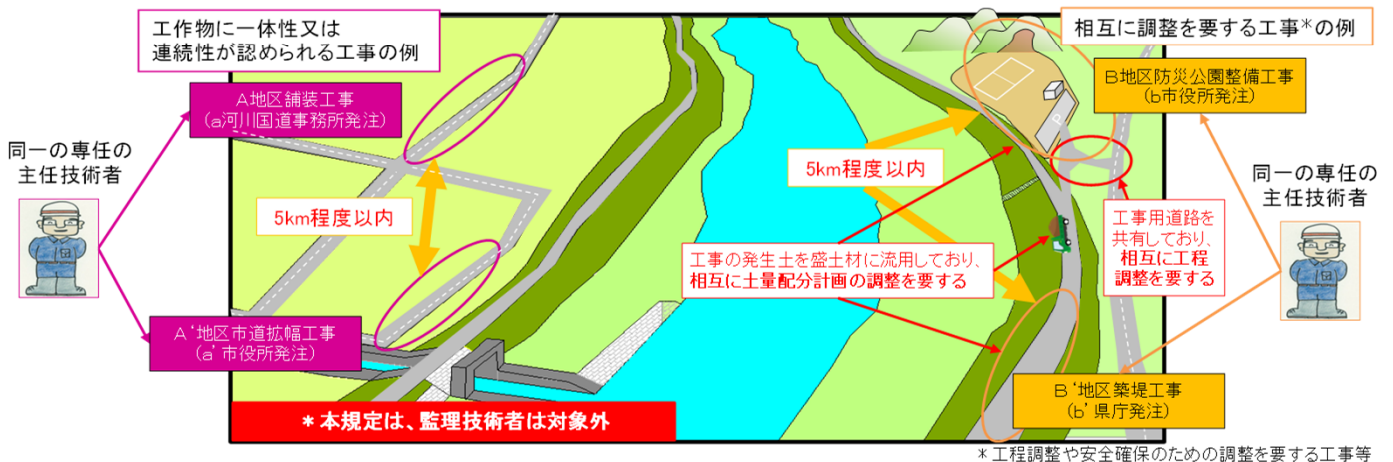 工作物に一体性又は
連続性が認められる工事の例
A地区舗装工事
(a河川国道事務所発注)
同一の専任の
主任技術者
5km程度以内
A‘地区市道拡幅工事
(a’市役所発注)
*本規定は、監理技術者は対象外
相互に調整を要する工事*の例
B地区防災公園整備工事
(b市役所発注)
P
5km程度以内
同一の専任の
主任技術者
工事用道路を
共有しており、
相互に工程
調整を要する
工事の発生土を盛土材に流用しており、
相互に土量配分計画の調整を要する
B‘地区築堤工事
(b’県庁発注)
*工程調整や安全確保のための調整を要する工事等